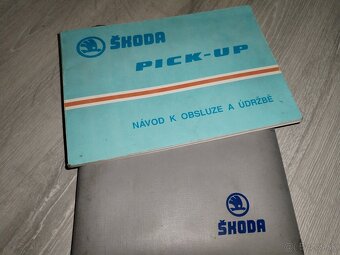 ŠKODA
PICK-UP
NÁVOD K OBSLUZE A ÚDRŽBĚ
ŠKODA